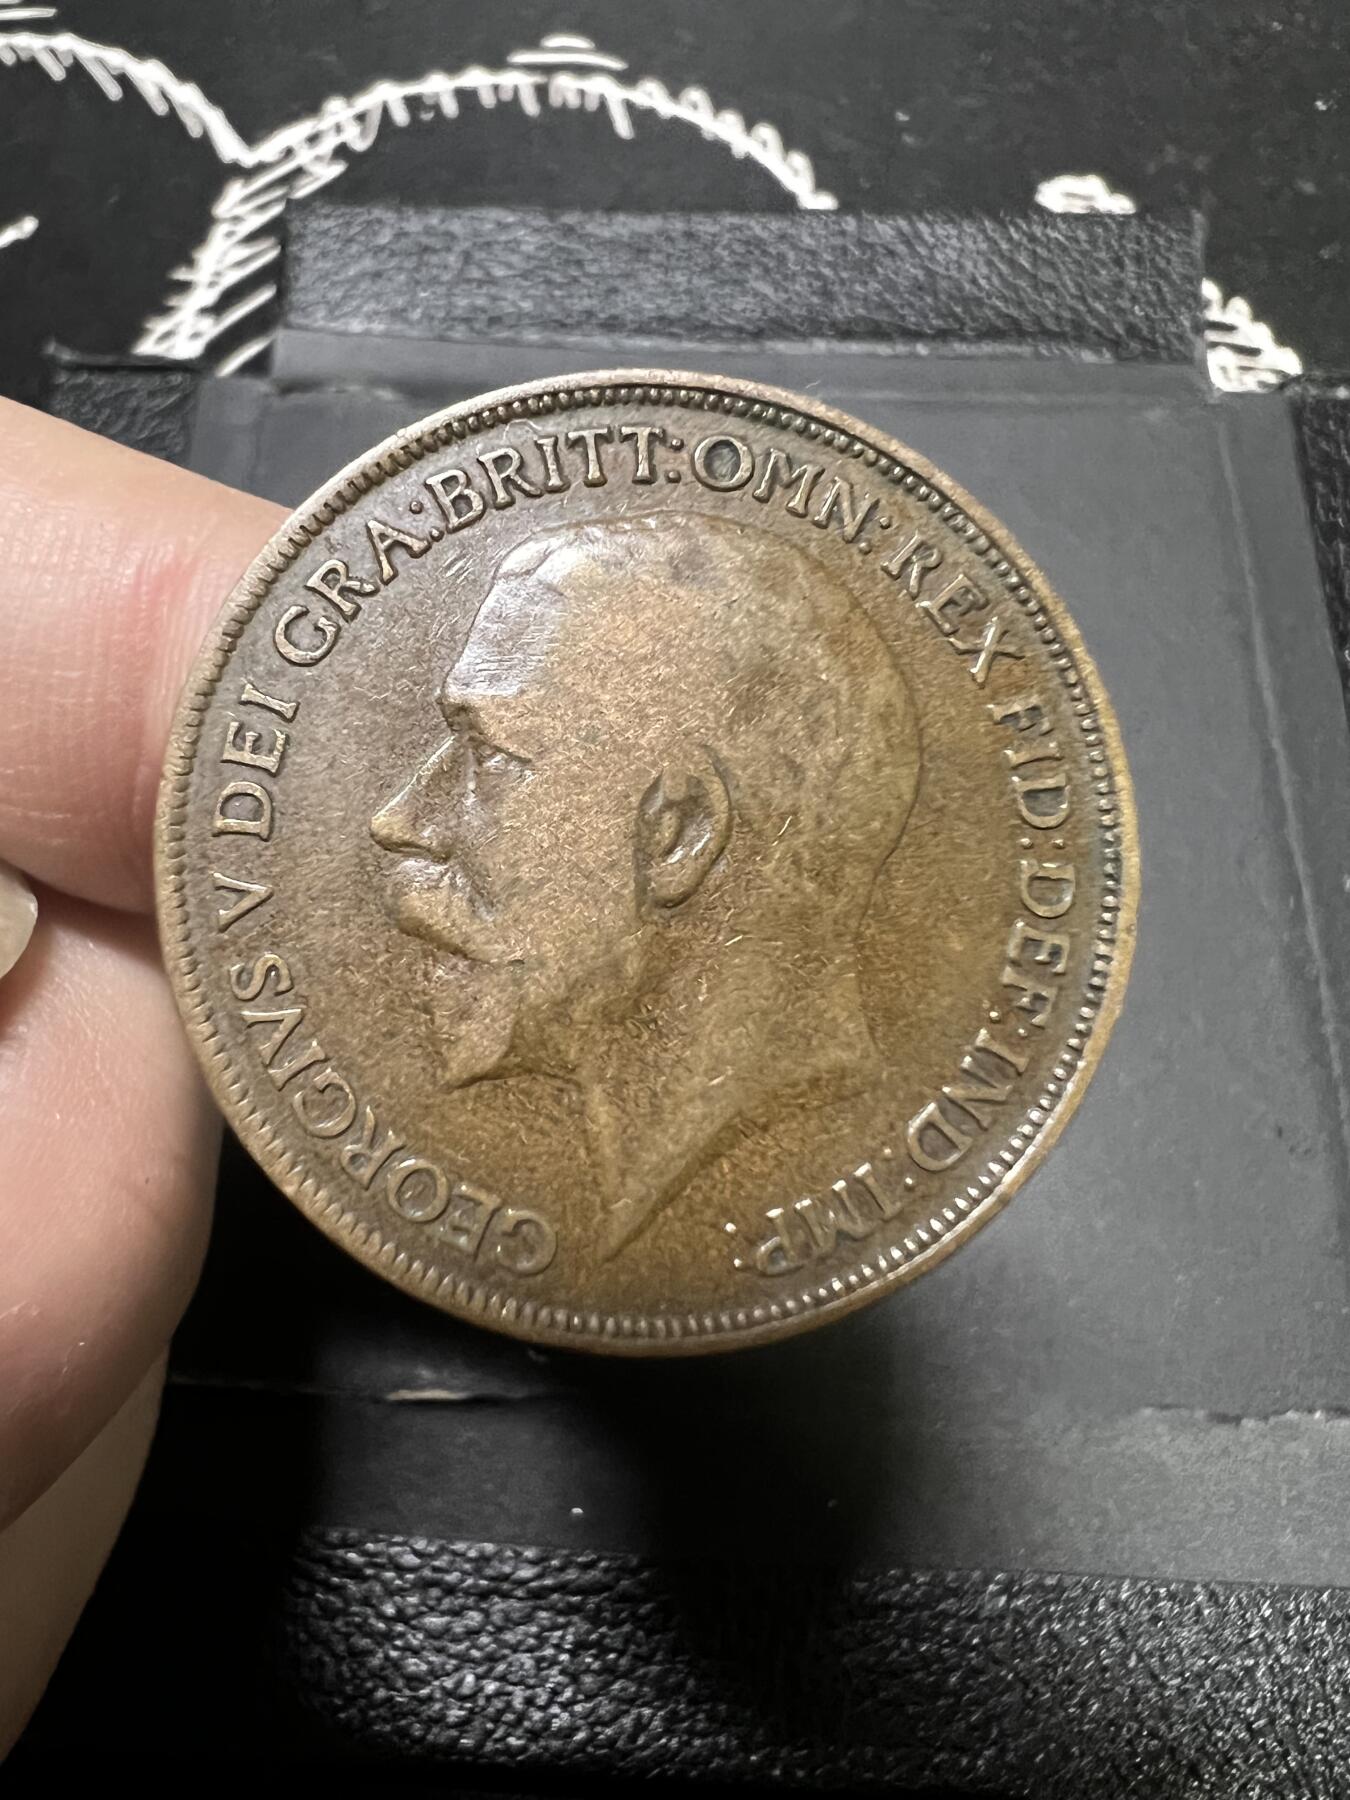 GEORGIVS V DEI GRA:BRITT:OMN:REX FID:DEF:IND:IMP: